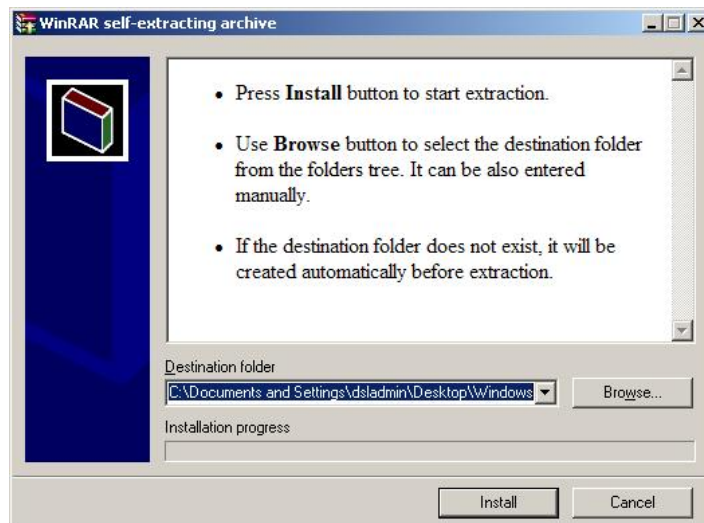 WinRAR self-extracting archive
• Press Install button to start extraction.
• Use Browse button to select the destination folder
from the folders tree. It can be also entered
manually.
• If the destination folder does not exist, it will be
created automatically before extraction.
Destination folder
C:\Documents and Settings\dsladmin\Desktop\Windows
Browse...
Installation progress
Install
Cancel